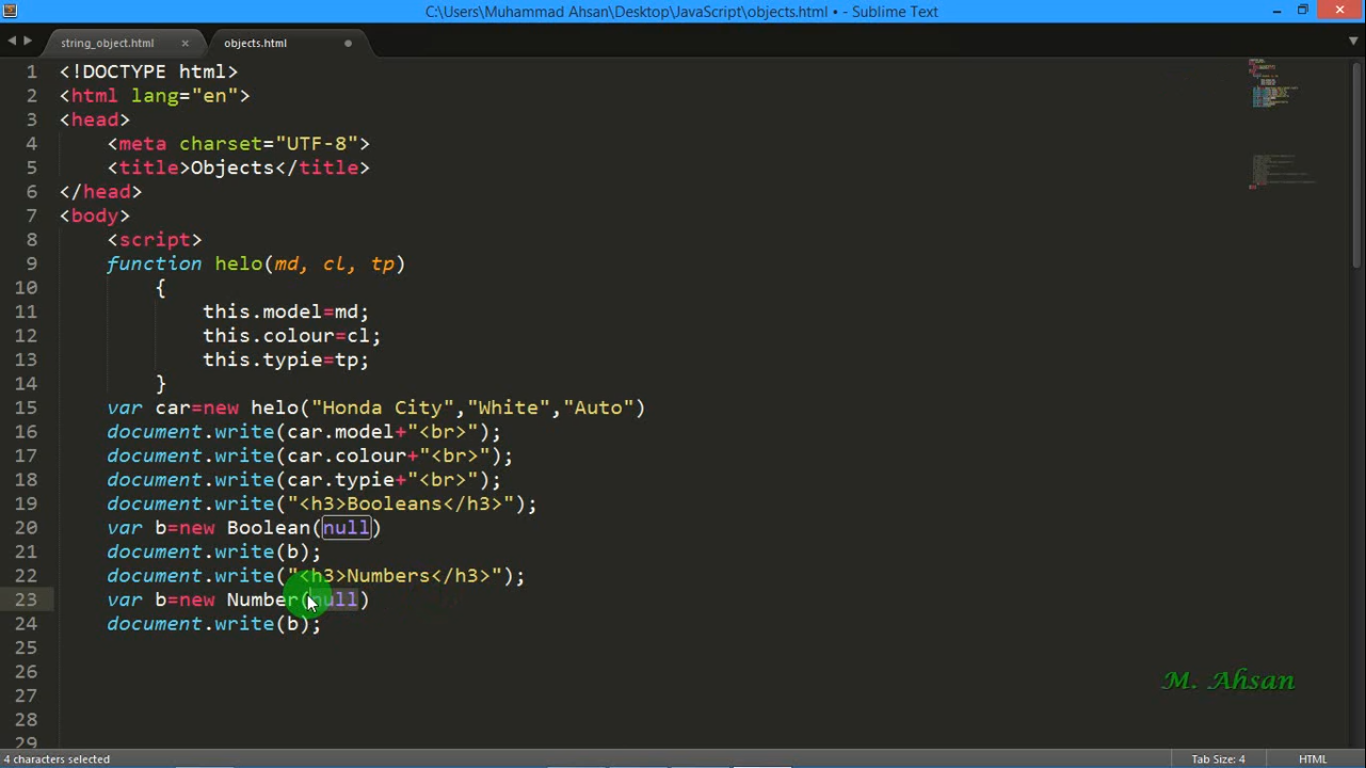 C:\Users\Muhammad Ahsan\Desktop\JavaScript\objects.html • - Sublime Text
string_object.html × objects.html
1 <!DOCTYPE html>
2 <html lang="en">
3 <head>
4 <meta charset="UTF-8">
5 <title>Objects</title>
6 </head>
7 <body>
8 <script>
9 function helo(md, cl, tp)
10 {
11 this.model=md;
12 this.colour=cl;
13 this.typie=tp;
14 }
15 var car=new helo("Honda City","White","Auto")
16 document.write(car.model+"<br>");
17 document.write(car.colour+"<br>");
18 document.write(car.typie+"<br>");
19 document.write("<h3>Booleans</h3>");
20 var b=new Boolean(null)
21 document.write(b);
22 document.write("<h3>Numbers</h3>");
23 var b=new Number(null)
24 document.write(b);
25
26
27
28
29
M. Ahsan
4 characters selected Tab Size: 4 HTML